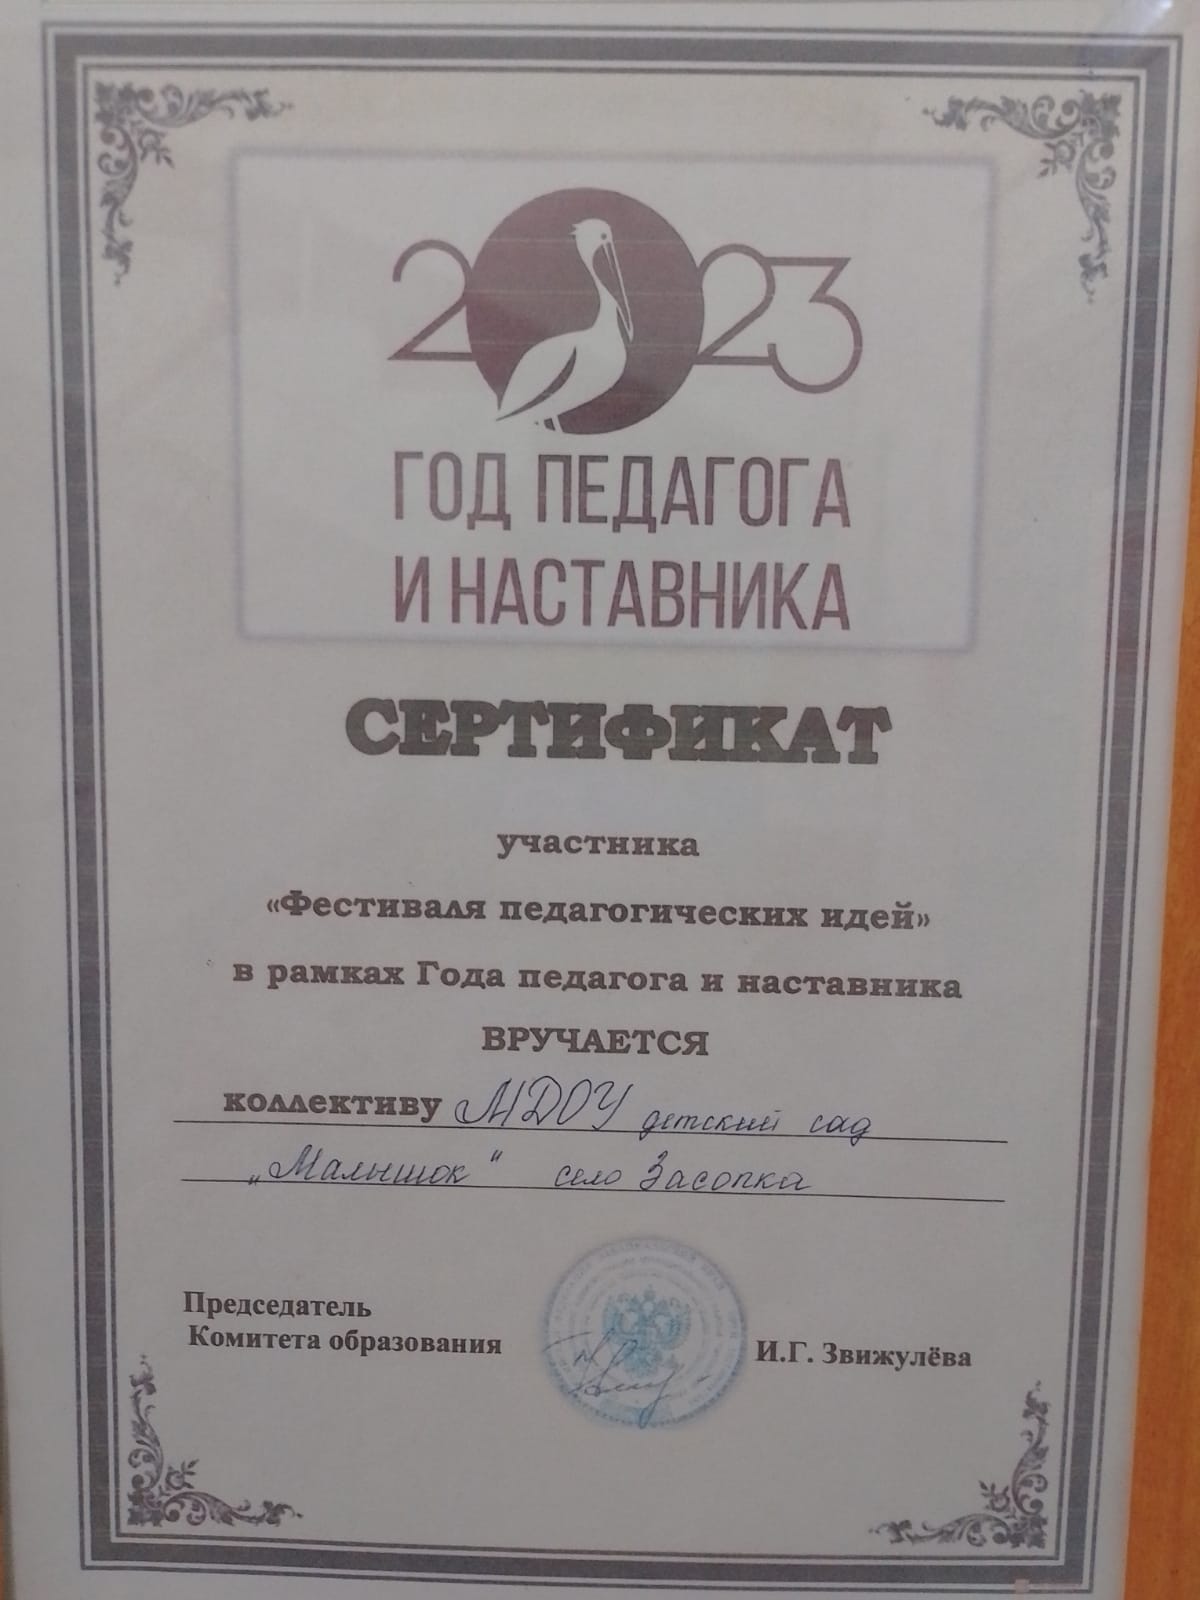 2023
ГОД ПЕДАГОГА
И НАСТАВНИКА
СЕРТИФИКАТ
участника
«Фестиваля педагогических идей»
в рамках Года педагога и наставника
ВРУЧАЕТСЯ
коллективу МДОУ детский сад
„Малышок" село Засопка
Председатель
Комитета образования
И.Г. Звижулёва